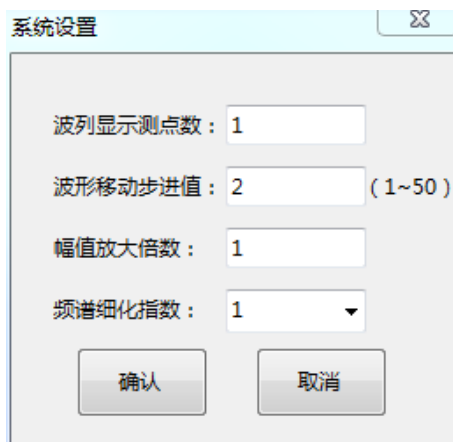 系统设置
波列显示测点数： 1
波形移动步进值： 2 (1~50)
幅值放大倍数： 1
频谱细化指数： 1
确认 取消